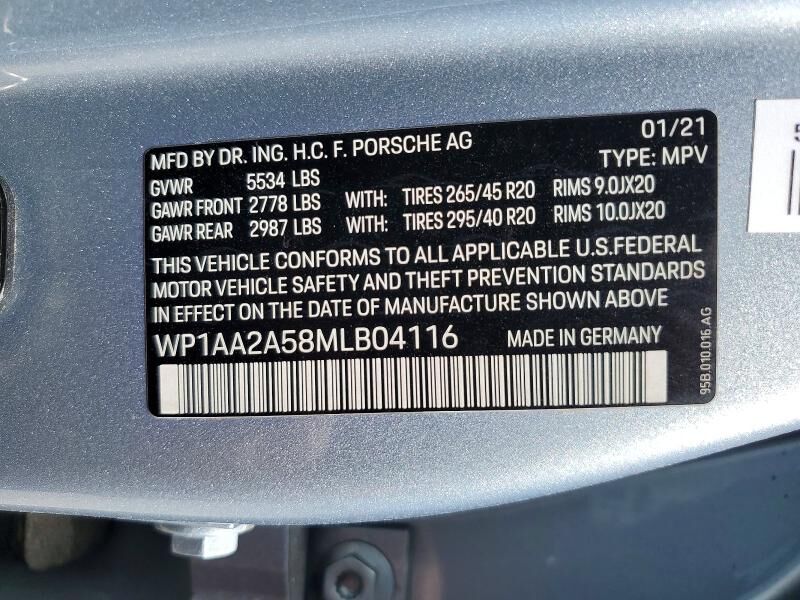 MFD BY DR. ING. H.C. F. PORSCHE AG 01/21
TYPE: MPV
GVWR 5534 LBS
GAWR FRONT 2778 LBS WITH: TIRES 265/45 R20 RIMS 9.0JX20
GAWR REAR 2987 LBS WITH: TIRES 295/40 R20 RIMS 10.0JX20
THIS VEHICLE CONFORMS TO ALL APPLICABLE U.S.FEDERAL
MOTOR VEHICLE SAFETY AND THEFT PREVENTION STANDARDS
IN EFFECT ON THE DATE OF MANUFACTURE SHOWN ABOVE
WP1AA2A58MLB04116 MADE IN GERMANY
95B.010.016.AG